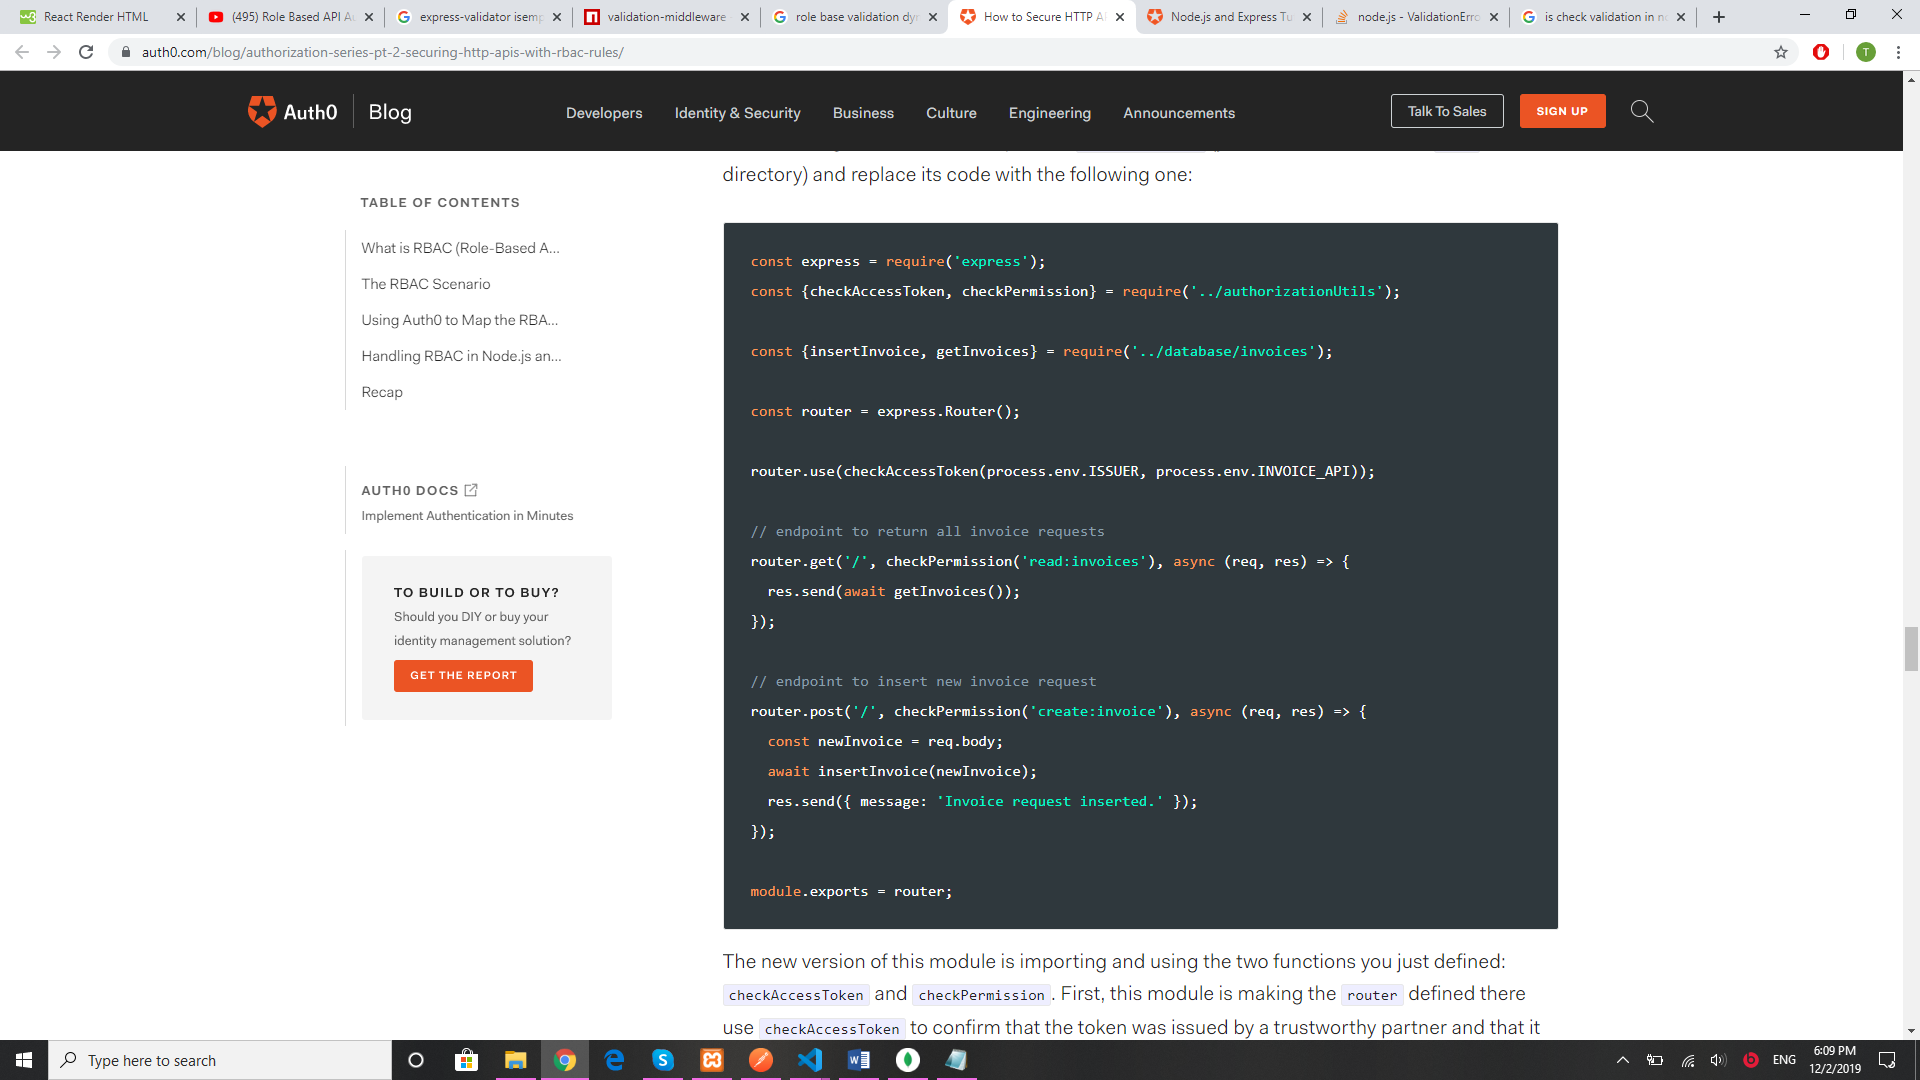 React Render HTML
(495) Role Based API Au
express-validator isemp
validation-middleware
role base validation dyn
How to Secure HTTP AP
Node.js and Express Tu
node.js - ValidationErro
is check validation in no
auth0.com/blog/authorization-series-pt-2-securing-http-apis-with-rbac-rules/
T
Auth0 Blog
Developers
Identity & Security
Business
Culture
Engineering
Announcements
Talk To Sales
SIGN UP
TABLE OF CONTENTS
What is RBAC (Role-Based A...
The RBAC Scenario
Using Auth0 to Map the RBA...
Handling RBAC in Node.js an...
Recap
AUTH0 DOCS
Implement Authentication in Minutes
TO BUILD OR TO BUY?
Should you DIY or buy your
identity management solution?
GET THE REPORT
directory) and replace its code with the following one:
const express = require('express');
const {checkAccessToken, checkPermission} = require('../authorizationUtils');
const {insertInvoice, getInvoices} = require('../database/invoices');
const router = express.Router();
router.use(checkAccessToken(process.env.ISSUER, process.env.INVOICE_API));
// endpoint to return all invoice requests
router.get('/', checkPermission('read:invoices'), async (req, res) => {
  res.send(await getInvoices());
});
// endpoint to insert new invoice request
router.post('/', checkPermission('create:invoice'), async (req, res) => {
  const newInvoice = req.body;
  await insertInvoice(newInvoice);
  res.send({ message: 'Invoice request inserted.' });
});
module.exports = router;
The new version of this module is importing and using the two functions you just defined:
checkAccessToken and checkPermission. First, this module is making the router defined there
use checkAccessToken to confirm that the token was issued by a trustworthy partner and that it
Type here to search
ENG
6:09 PM
12/2/2019